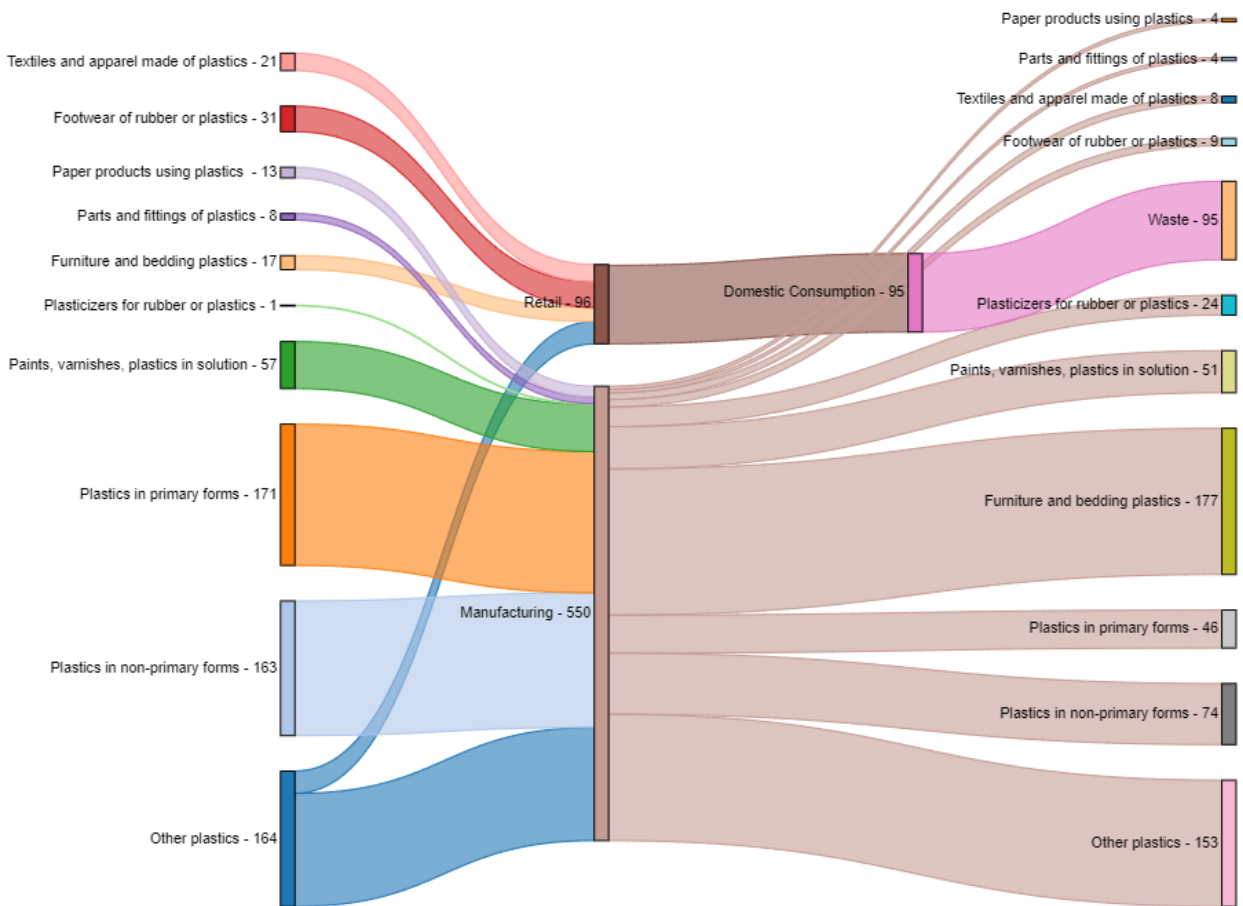 Textiles and apparel made of plastics - 21
Footwear of rubber or plastics - 31
Paper products using plastics - 13
Parts and fittings of plastics - 8
Furniture and bedding plastics - 17
Plasticizers for rubber or plastics - 1
Paints, varnishes, plastics in solution - 57
Plastics in primary forms - 171
Plastics in non-primary forms - 163
Other plastics - 164
Retail - 96
Manufacturing - 550
Domestic Consumption - 95
Paper products using plastics - 4
Parts and fittings of plastics - 4
Textiles and apparel made of plastics - 8
Footwear of rubber or plastics - 9
Waste - 95
Plasticizers for rubber or plastics - 24
Paints, varnishes, plastics in solution - 51
Furniture and bedding plastics - 177
Plastics in primary forms - 46
Plastics in non-primary forms - 74
Other plastics - 153